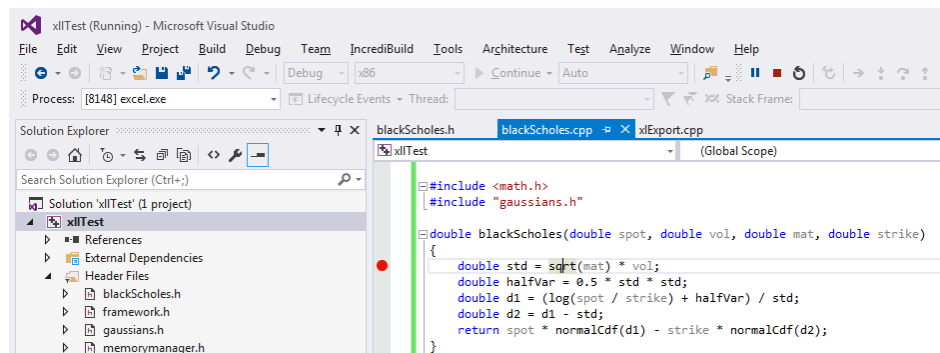 xllTest (Running) - Microsoft Visual Studio
File Edit View Project Build Debug Team IncrediBuild Tools Architecture Test Analyze Window Help
Debug x86 Continue Auto
Process: [8148] excel.exe Lifecycle Events Thread: Stack Frame:
Solution Explorer
Search Solution Explorer (Ctrl+;)
Solution 'xllTest' (1 project)
xllTest
References
External Dependencies
Header Files
blackScholes.h
framework.h
gaussians.h
memorymanager.h
blackScholes.h blackScholes.cpp xlExport.cpp
xllTest (Global Scope)
#include <math.h>
#include "gaussians.h"
double blackScholes(double spot, double vol, double mat, double strike)
{
double std = sqrt(mat) * vol;
double halfVar = 0.5 * std * std;
double d1 = (log(spot / strike) + halfVar) / std;
double d2 = d1 - std;
return spot * normalCdf(d1) - strike * normalCdf(d2);
}